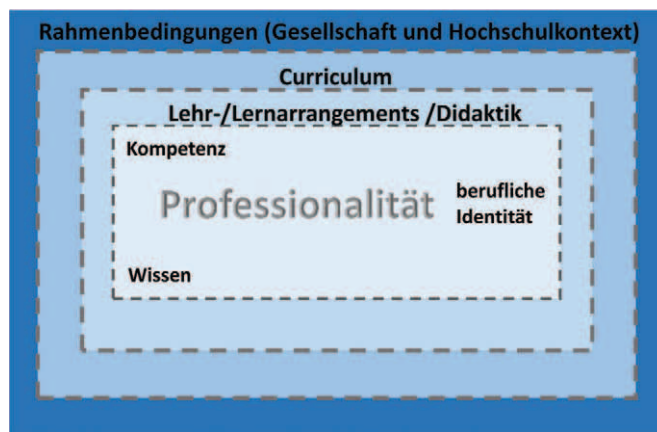 Rahmenbedingungen (Gesellschaft und Hochschulkontext)
Curriculum
Lehr-/Lernarrangements /Didaktik
Kompetenz
Professionalität
berufliche
Identität
Wissen